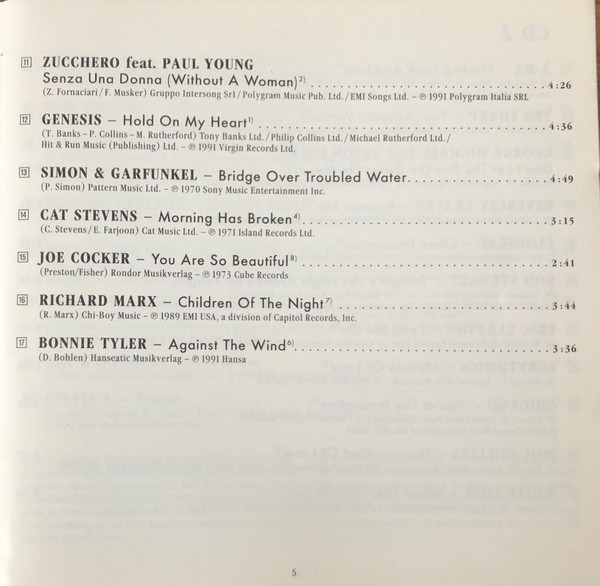 11 ZUCCHERO feat. PAUL YOUNG
Senza Una Donna (Without A Woman)2) . . . . . . . . . . . . . . . . . . . . . . . . 4:26
(Z. Fornaciari/F. Musker) Gruppo Intersong Srl/Polygram Music Pub. Ltd./EMI Songs Ltd. – ℗ 1991 Polygram Italia SRL
12 GENESIS – Hold On My Heart1) . . . . . . . . . . . . . . . . . . . . . . . . 4:36
(T. Banks – P. Collins – M. Rutherford) Tony Banks Ltd./Philip Collins Ltd./Michael Rutherford Ltd./
Hit & Run Music (Publishing) Ltd. – ℗ 1991 Virgin Records Ltd.
13 SIMON & GARFUNKEL – Bridge Over Troubled Water. . . . . . . . . . . . . . . . 4:49
(P. Simon) Pattern Music Ltd. – ℗ 1970 Sony Music Entertainment Inc.
14 CAT STEVENS – Morning Has Broken4) . . . . . . . . . . . . . . . . . . . . . . . . 3:15
(C. Stevens/E. Farjoon) Cat Music Ltd. – ℗ 1971 Island Records Ltd.
15 JOE COCKER – You Are So Beautiful8) . . . . . . . . . . . . . . . . . . . . . . . . 2:41
(Preston/Fisher) Rondor Musikverlag – ℗ 1973 Cube Records
16 RICHARD MARX – Children Of The Night7) . . . . . . . . . . . . . . . . . . . . . . 3:44
(R. Marx) Chi-Boy Music – ℗ 1989 EMI USA, a division of Capitol Records, Inc.
17 BONNIE TYLER – Against The Wind6) . . . . . . . . . . . . . . . . . . . . . . . . 3:36
(D. Bohlen) Hanseatic Musikverlag – ℗ 1991 Hansa
5